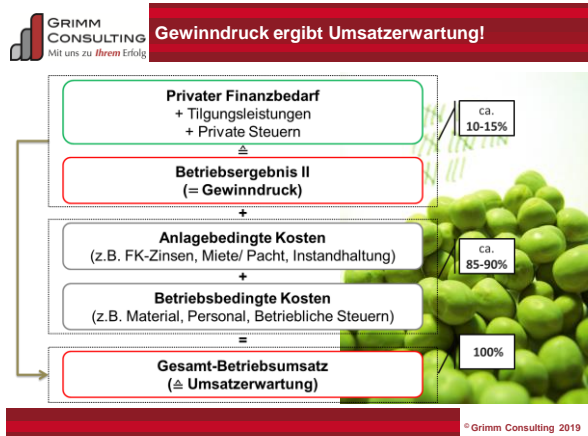 GRIMM
CONSULTING
Mit uns zu Ihrem Erfolg
Gewinndruck ergibt Umsatzerwartung!
Privater Finanzbedarf
+ Tilgungsleistungen
+ Private Steuern
≙
Betriebsergebnis II
(= Gewinndruck)
ca.
10-15%
+
Anlagebedingte Kosten
(z.B. FK-Zinsen, Miete/ Pacht, Instandhaltung)
+
Betriebsbedingte Kosten
(z.B. Material, Personal, Betriebliche Steuern)
ca.
85-90%
=
Gesamt-Betriebsumsatz
(≙ Umsatzerwartung)
100%
© Grimm Consulting 2019